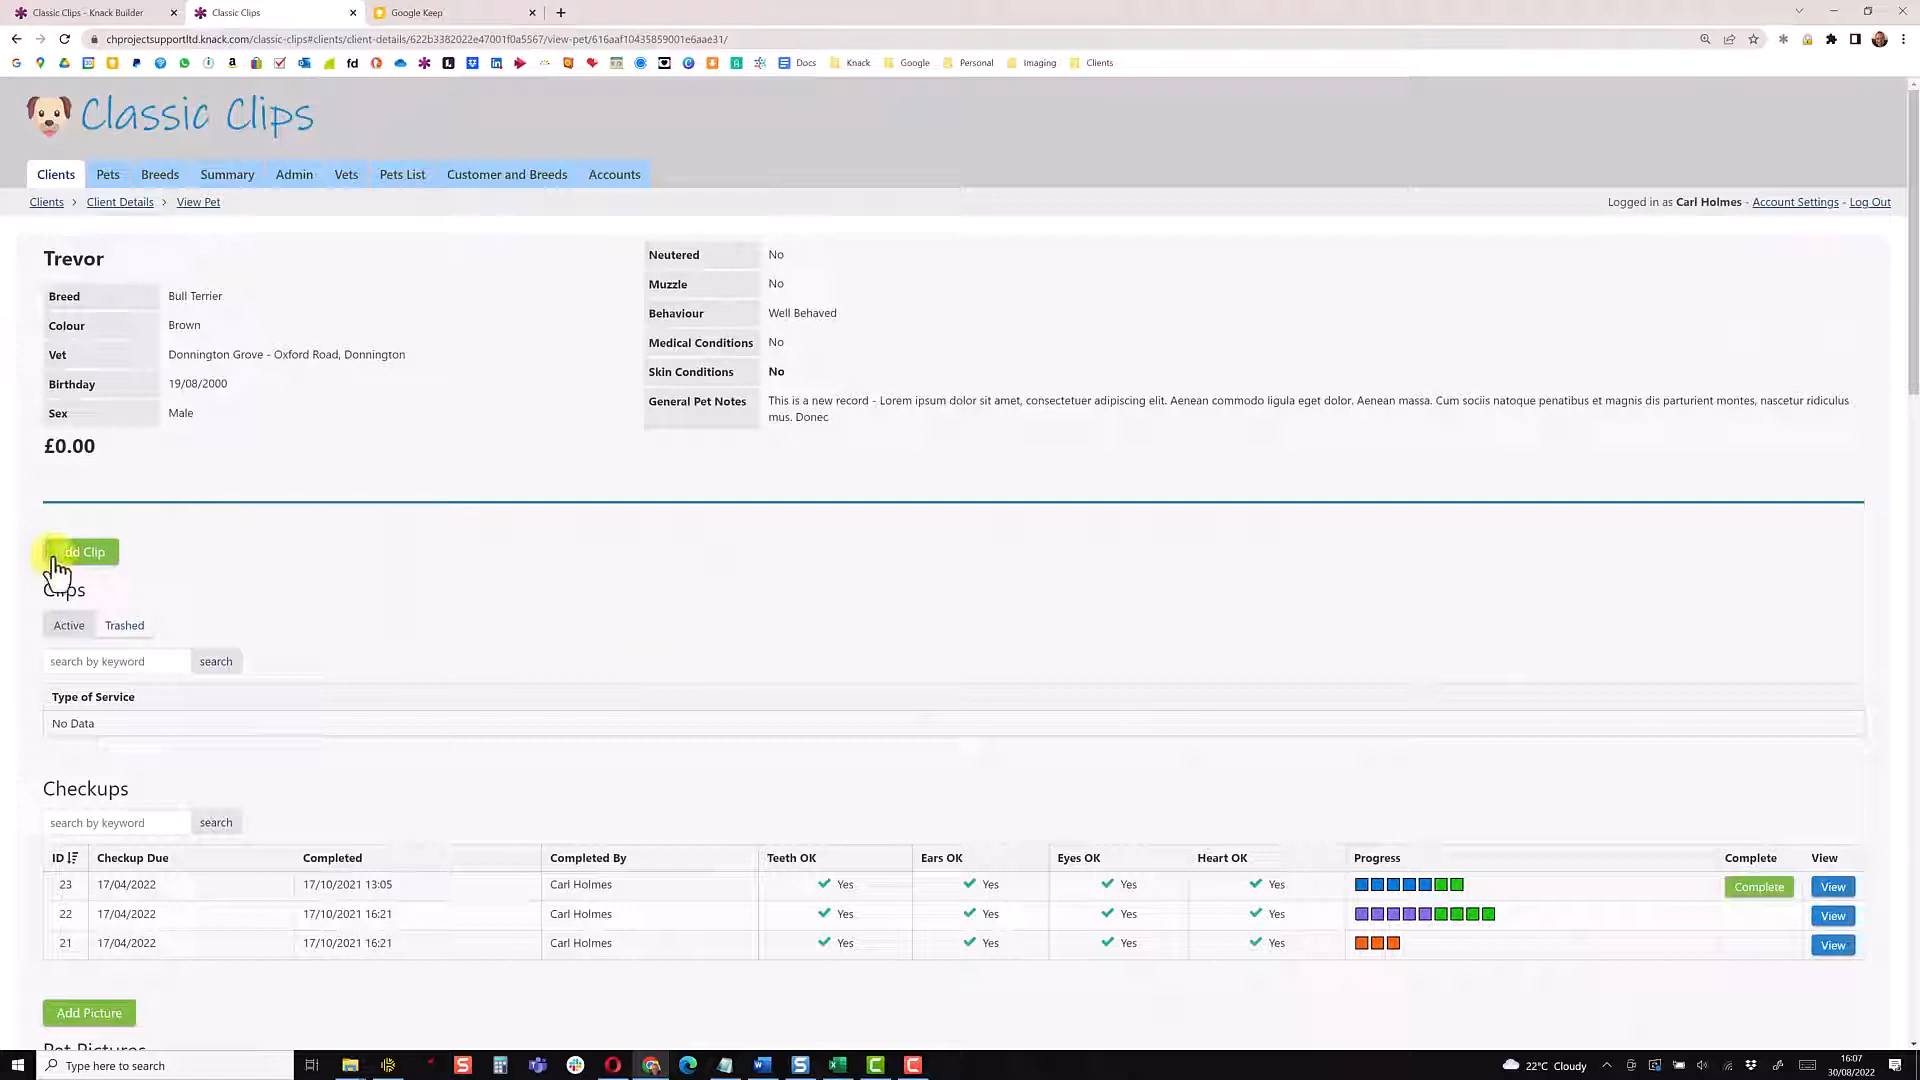 Classic Clips - Knack Builder
Classic Clips
Google Keep
chprojectsupportltd.knack.com/classic-clips#clients/client-details/622b3382022e47001f0a5567/view-pet/616aaf10435859001e6aae31/
fd
Docs Knack Google Personal Imaging Clients
Classic Clips
Clients Pets Breeds Summary Admin Vets Pets List Customer and Breeds Accounts
Clients > Client Details > View Pet
Logged in as Carl Holmes - Account Settings - Log Out
Trevor
Breed Bull Terrier
Colour Brown
Vet Donnington Grove - Oxford Road, Donnington
Birthday 19/08/2000
Sex Male
£0.00
Neutered No
Muzzle No
Behaviour Well Behaved
Medical Conditions No
Skin Conditions No
General Pet Notes This is a new record - Lorem ipsum dolor sit amet, consectetuer adipiscing elit. Aenean commodo ligula eget dolor. Aenean massa. Cum sociis natoque penatibus et magnis dis parturient montes, nascetur ridiculus
mus. Donec
Add Clip
Clips
Active Trashed
search by keyword search
Type of Service
No Data
Checkups
search by keyword search
ID Checkup Due Completed Completed By Teeth OK Ears OK Eyes OK Heart OK Progress Complete View
23 17/04/2022 17/10/2021 13:05 Carl Holmes Yes Yes Yes Yes Complete View
22 17/04/2022 17/10/2021 16:21 Carl Holmes Yes Yes Yes Yes View
21 17/04/2022 17/10/2021 16:21 Carl Holmes Yes Yes Yes Yes View
Add Picture
Pet Pictures
Type here to search
22°C Cloudy
16:07
30/08/2022